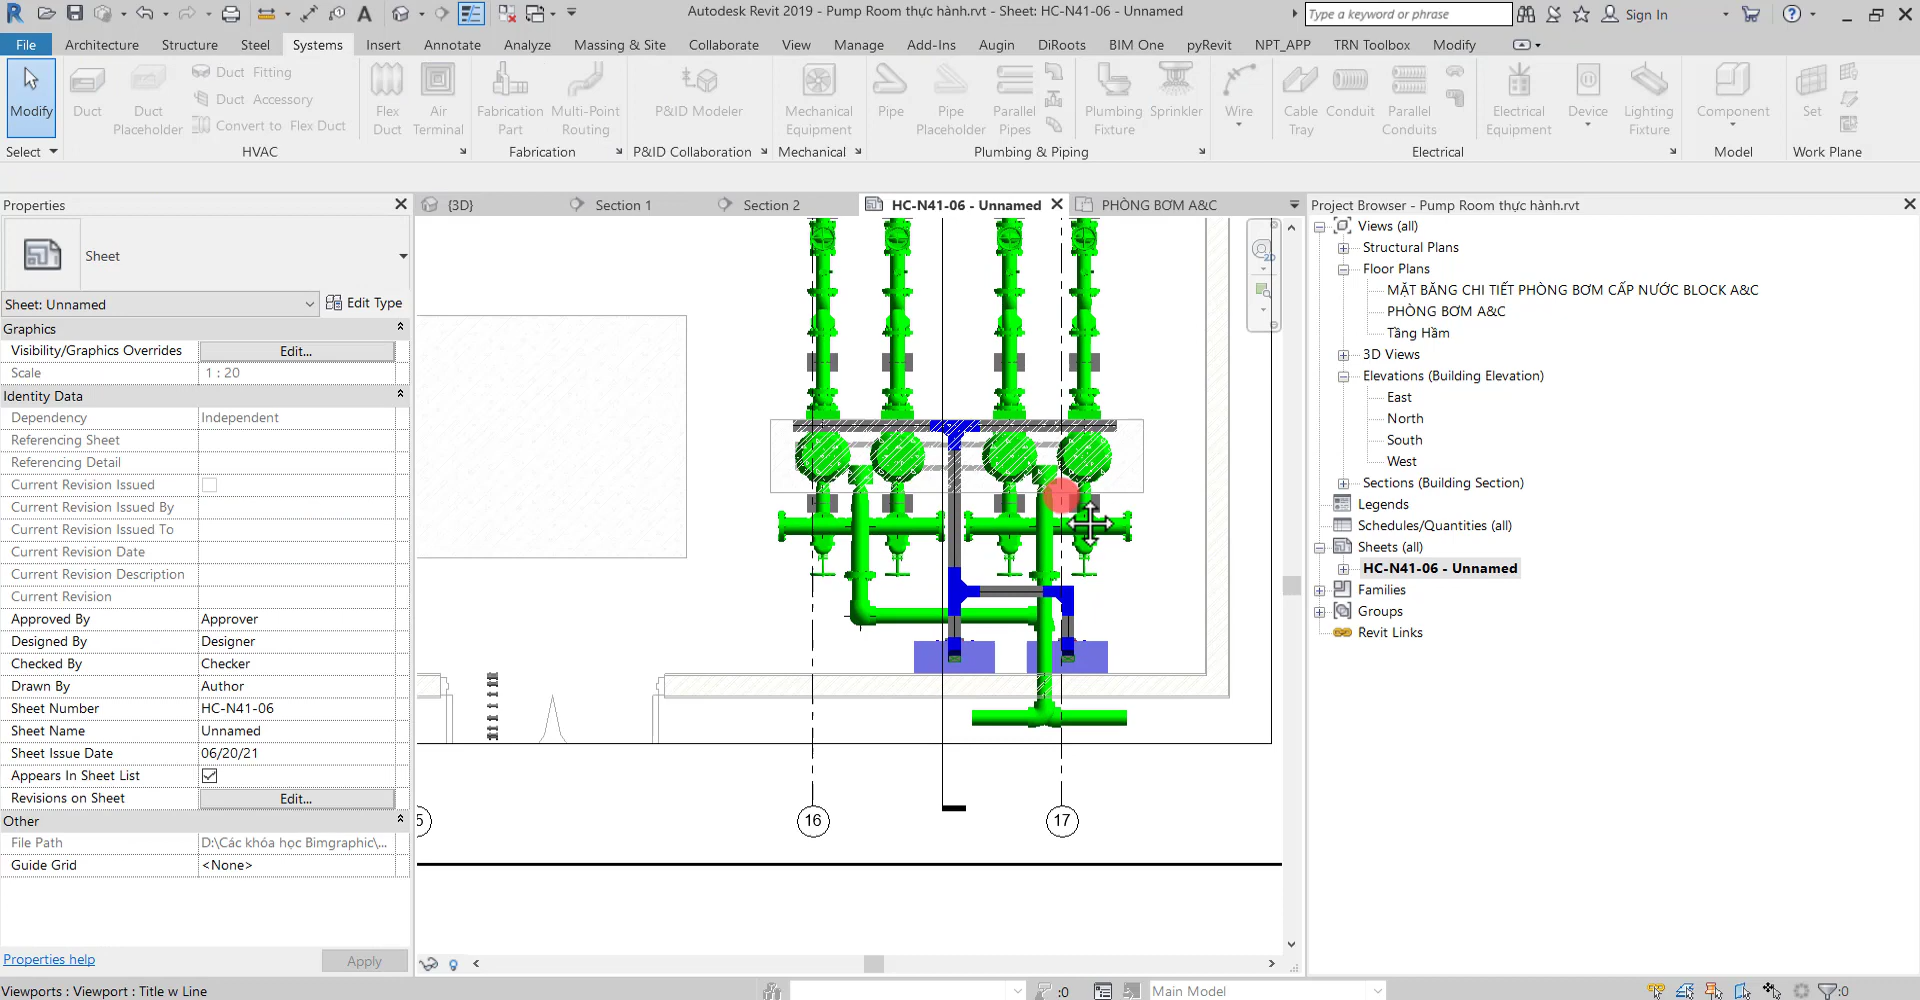 Autodesk Revit 2019 - Pump Room thực hành.rvt - Sheet: HC-N41-06 - Unnamed
Type a keyword or phrase
Sign In
File Architecture Structure Steel Systems Insert Annotate Analyze Massing & Site Collaborate View Manage Add-Ins Augin DiRoots BIM One pyRevit NPT_APP TRN Toolbox Modify
Modify
Duct
Duct Placeholder
Duct Fitting
Duct Accessory
Convert to Flex Duct
Flex Duct
Air Terminal
Fabrication Part
Multi-Point Routing
P&ID Modeler
Mechanical Equipment
Pipe
Pipe Placeholder
Parallel Pipes
Plumbing Fixture
Sprinkler
Wire
Cable Tray
Conduit
Parallel Conduits
Electrical Equipment
Device
Lighting Fixture
Component
Set
Select HVAC Fabrication P&ID Collaboration Mechanical Plumbing & Piping Electrical Model Work Plane
Properties
Sheet
Sheet: Unnamed
Edit Type
Graphics
Visibility/Graphics Overrides Edit...
Scale 1 : 20
Identity Data
Dependency Independent
Referencing Sheet
Referencing Detail
Current Revision Issued
Current Revision Issued By
Current Revision Issued To
Current Revision Date
Current Revision Description
Current Revision
Approved By Approver
Designed By Designer
Checked By Checker
Drawn By Author
Sheet Number HC-N41-06
Sheet Name Unnamed
Sheet Issue Date 06/20/21
Appears In Sheet List
Revisions on Sheet Edit...
Other
File Path D:\Các khóa học Bimgraphic\...
Guide Grid <None>
Properties help
Apply
{3D} Section 1 Section 2 HC-N41-06 - Unnamed PHÒNG BƠM A&C
2D
5 16 17
Project Browser - Pump Room thực hành.rvt
Views (all)
Structural Plans
Floor Plans
MẶT BẰNG CHI TIẾT PHÒNG BƠM CẤP NƯỚC BLOCK A&C
PHÒNG BƠM A&C
Tầng Hầm
3D Views
Elevations (Building Elevation)
East
North
South
West
Sections (Building Section)
Legends
Schedules/Quantities (all)
Sheets (all)
HC-N41-06 - Unnamed
Families
Groups
Revit Links
Viewports : Viewport : Title w Line
:0
Main Model
:0